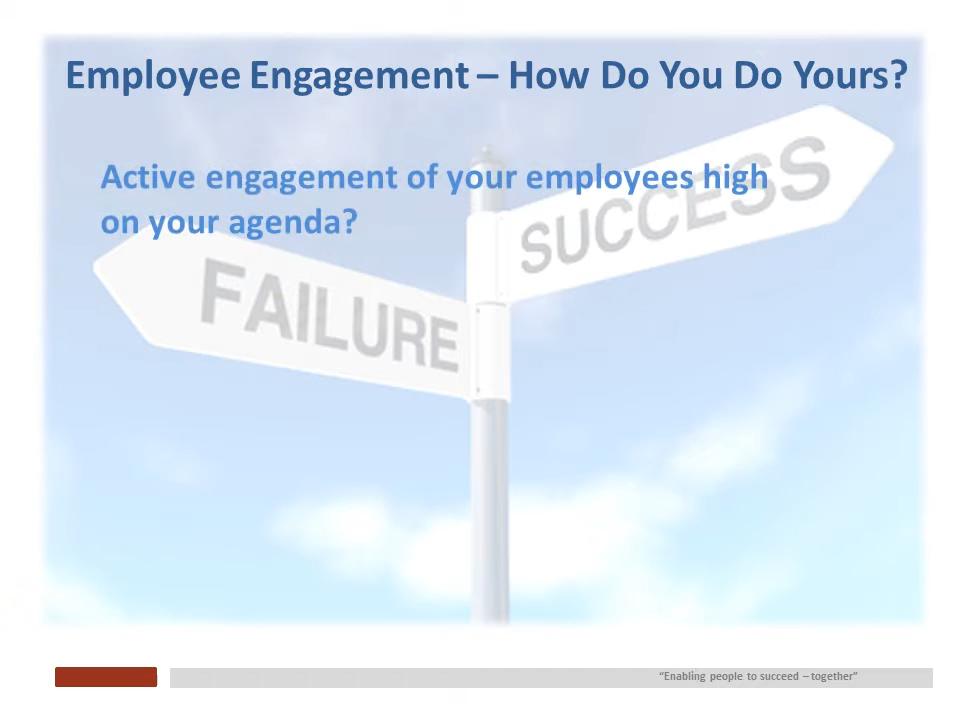 Employee Engagement – How Do You Do Yours?
Active engagement of your employees high
on your agenda?
SUCCESS
FAILURE
“Enabling people to succeed – together”